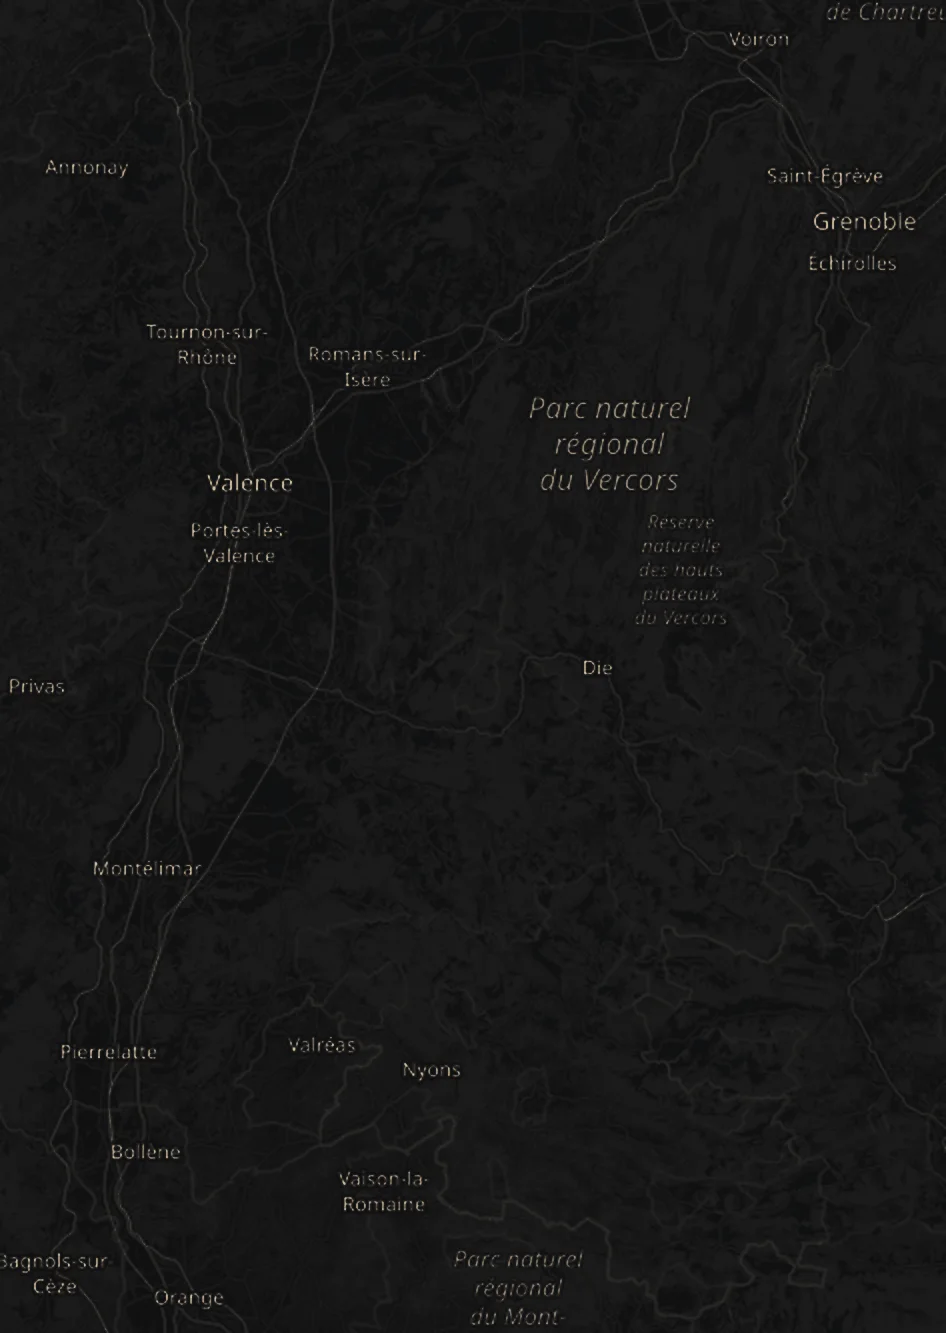 de Chartreu
Voiron
Annonay
Saint-Égrève
Grenoble
Échirolles
Tournon-sur-
Rhône
Romans-sur-
Isère
Parc naturel
régional
du Vercors
Valence
Portes-lès-
Valence
Réserve
naturelle
des hauts
plateaux
du Vercors
Die
Privas
Montélimar
Pierrelatte
Valréas
Nyons
Bollène
Vaison-la-
Romaine
Bagnols-sur-
Cèze
Parc naturel
régional
du Mont-
Orange